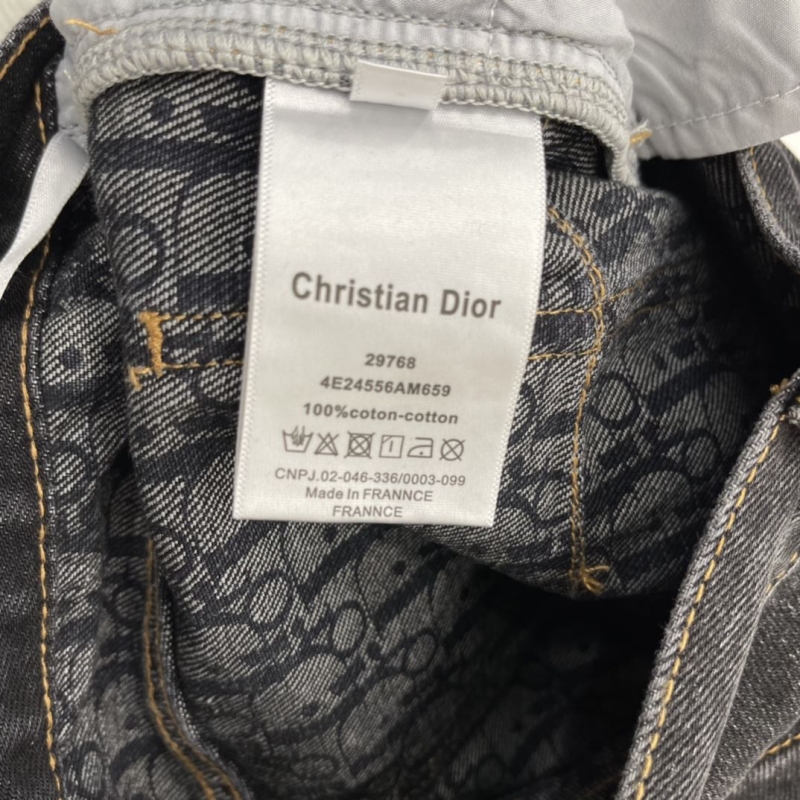 Christian Dior
29768
4E24556AM659
100%coton-cotton
CNPJ.02-046-336/0003-099
Made In FRANNCE
FRANNCE